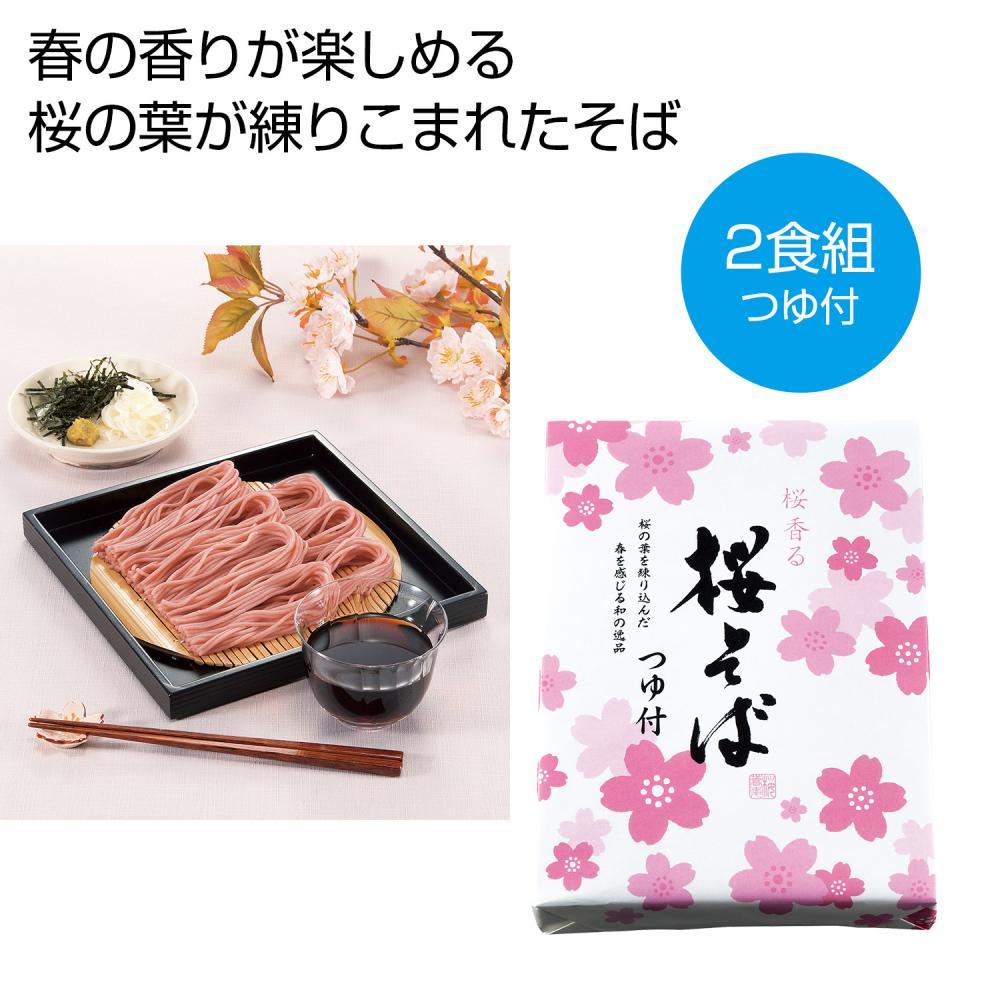 春の香りが楽しめる
桜の葉が練りこまれたそば
2食組
つゆ付
桜香る
桜そば
桜の葉を練り込んだ
春を感じる和の逸品
つゆ付